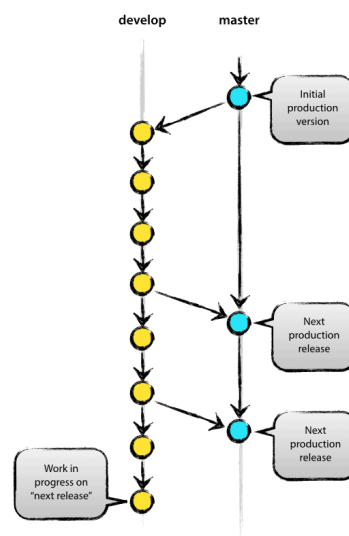 develop
master
Initial
production
version
Next
production
release
Next
production
release
Work in
progress on
“next release”